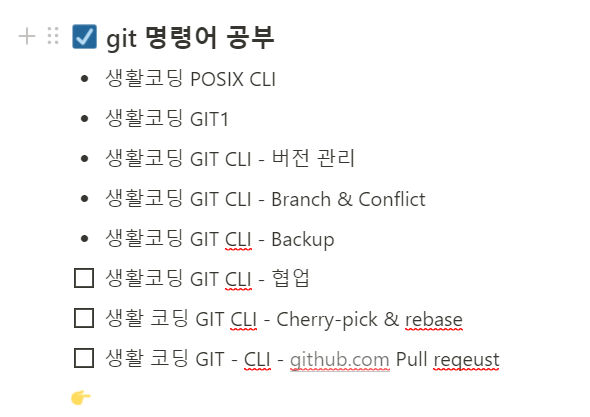 git 명령어 공부
생활코딩 POSIX CLI
생활코딩 GIT1
생활코딩 GIT CLI - 버전 관리
생활코딩 GIT CLI - Branch & Conflict
생활코딩 GIT CLI - Backup
생활코딩 GIT CLI - 협업
생활 코딩 GIT CLI - Cherry-pick & rebase
생활 코딩 GIT - CLI - github.com Pull reqeust